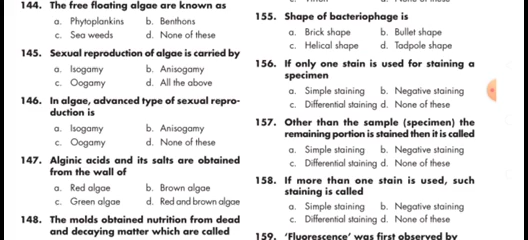 144. The free floating algae are known as
a. Phytoplankins b. Benthons
c. Sea weeds d. None of these
145. Sexual reproduction of algae is carried by
a. Isogamy b. Anisogamy
c. Oogamy d. All the above
146. In algae, advanced type of sexual repro-
duction is
a. Isogamy b. Anisogamy
c. Oogamy d. None of these
147. Alginic acids and its salts are obtained
from the wall of
a. Red algae b. Brown algae
c. Green algae d. Red and brown algae
148. The molds obtained nutrition from dead
and decaying matter which are called
155. Shape of bacteriophage is
a. Brick shape b. Bullet shape
c. Helical shape d. Tadpole shape
156. If only one stain is used for staining a
specimen
a. Simple staining b. Negative staining
c. Differential staining d. None of these
157. Other than the sample (specimen) the
remaining portion is stained then it is called
a. Simple staining b. Negative staining
c. Differential staining d. None of these
158. If more than one stain is used, such
staining is called
a. Simple staining b. Negative staining
c. Differential staining d. None of these
159. 'Fluorescence' was first observed by